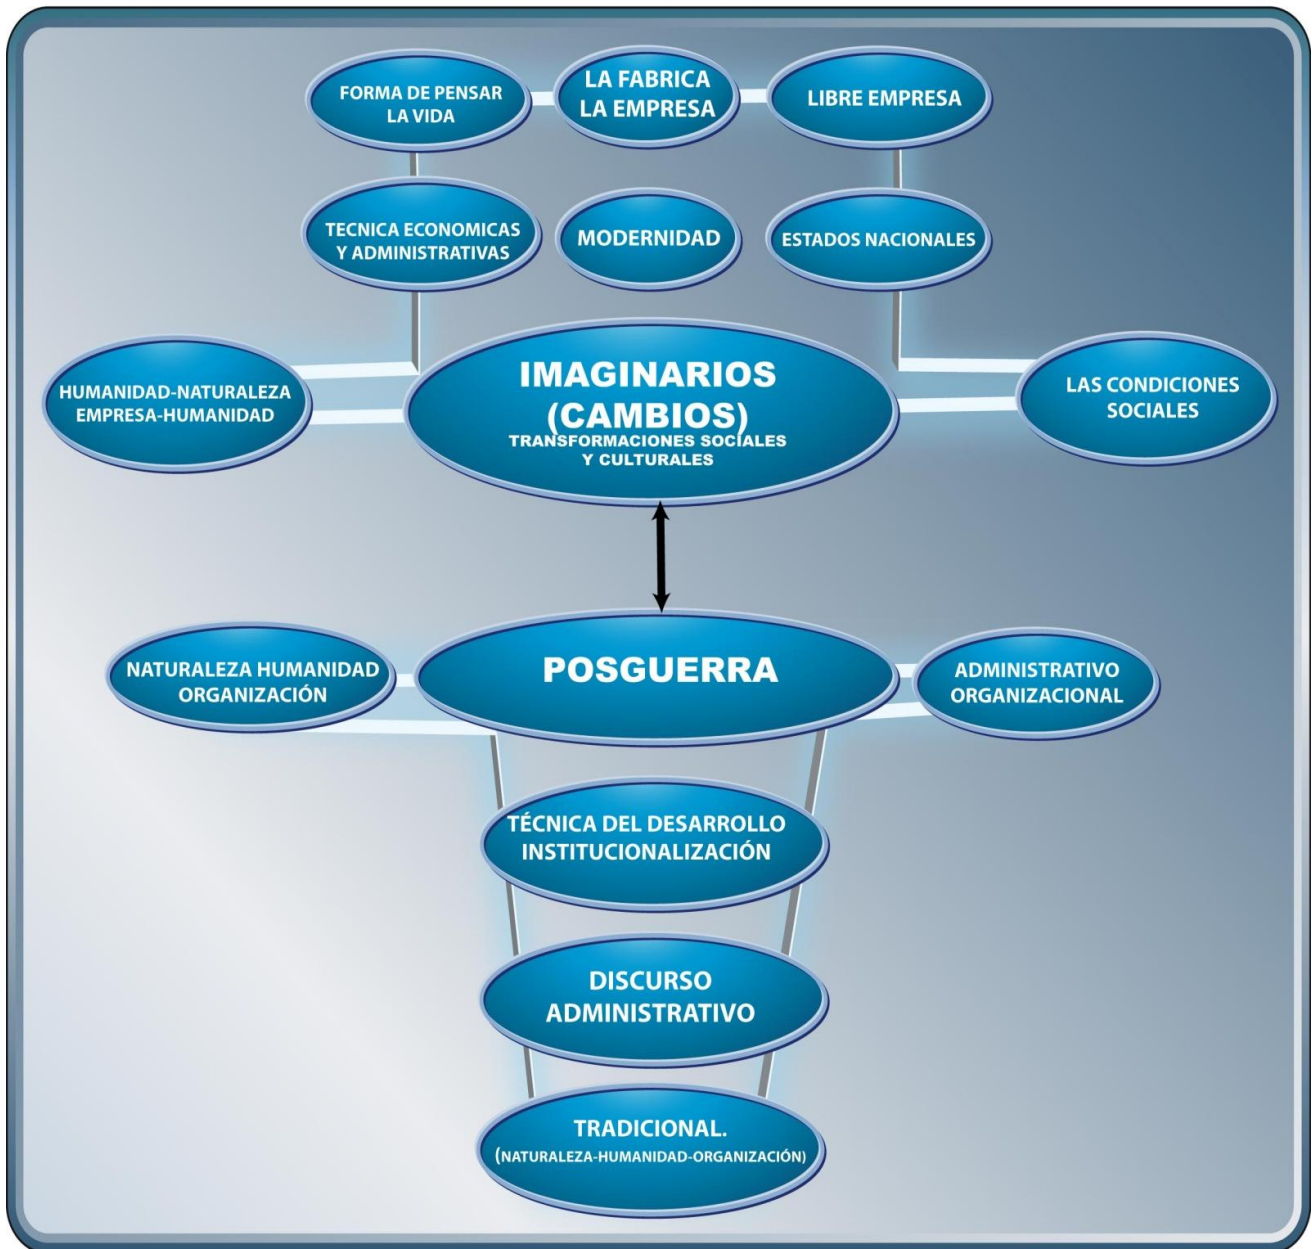 FORMA DE PENSAR
LA VIDA
LA FABRICA
LA EMPRESA
LIBRE EMPRESA
TECNICA ECONOMICAS
Y ADMINISTRATIVAS
MODERNIDAD
ESTADOS NACIONALES
HUMANIDAD-NATURALEZA
EMPRESA-HUMANIDAD
IMAGINARIOS
(CAMBIOS)
TRANSFORMACIONES SOCIALES
Y CULTURALES
LAS CONDICIONES
SOCIALES
NATURALEZA HUMANIDAD
ORGANIZACIÓN
POSGUERRA
ADMINISTRATIVO
ORGANIZACIONAL
TÉCNICA DEL DESARROLLO
INSTITUCIONALIZACIÓN
DISCURSO
ADMINISTRATIVO
TRADICIONAL.
(NATURALEZA-HUMANIDAD-ORGANIZACIÓN)